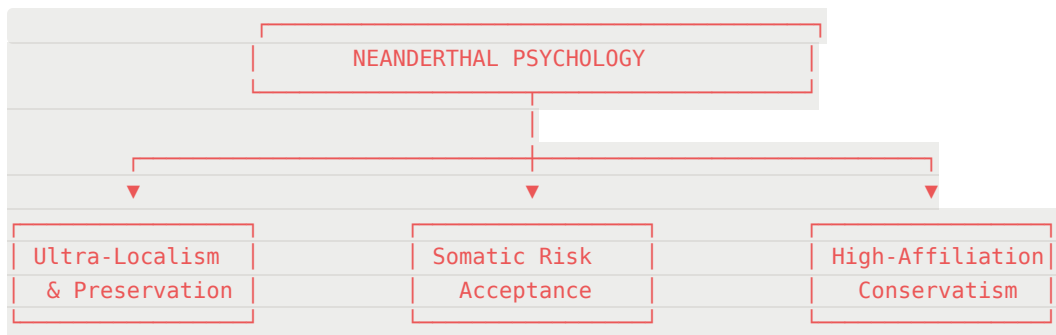 NEANDERTHAL PSYCHOLOGY
Ultra-Localism Somatic Risk High-Affiliation
& Preservation Acceptance Conservatism